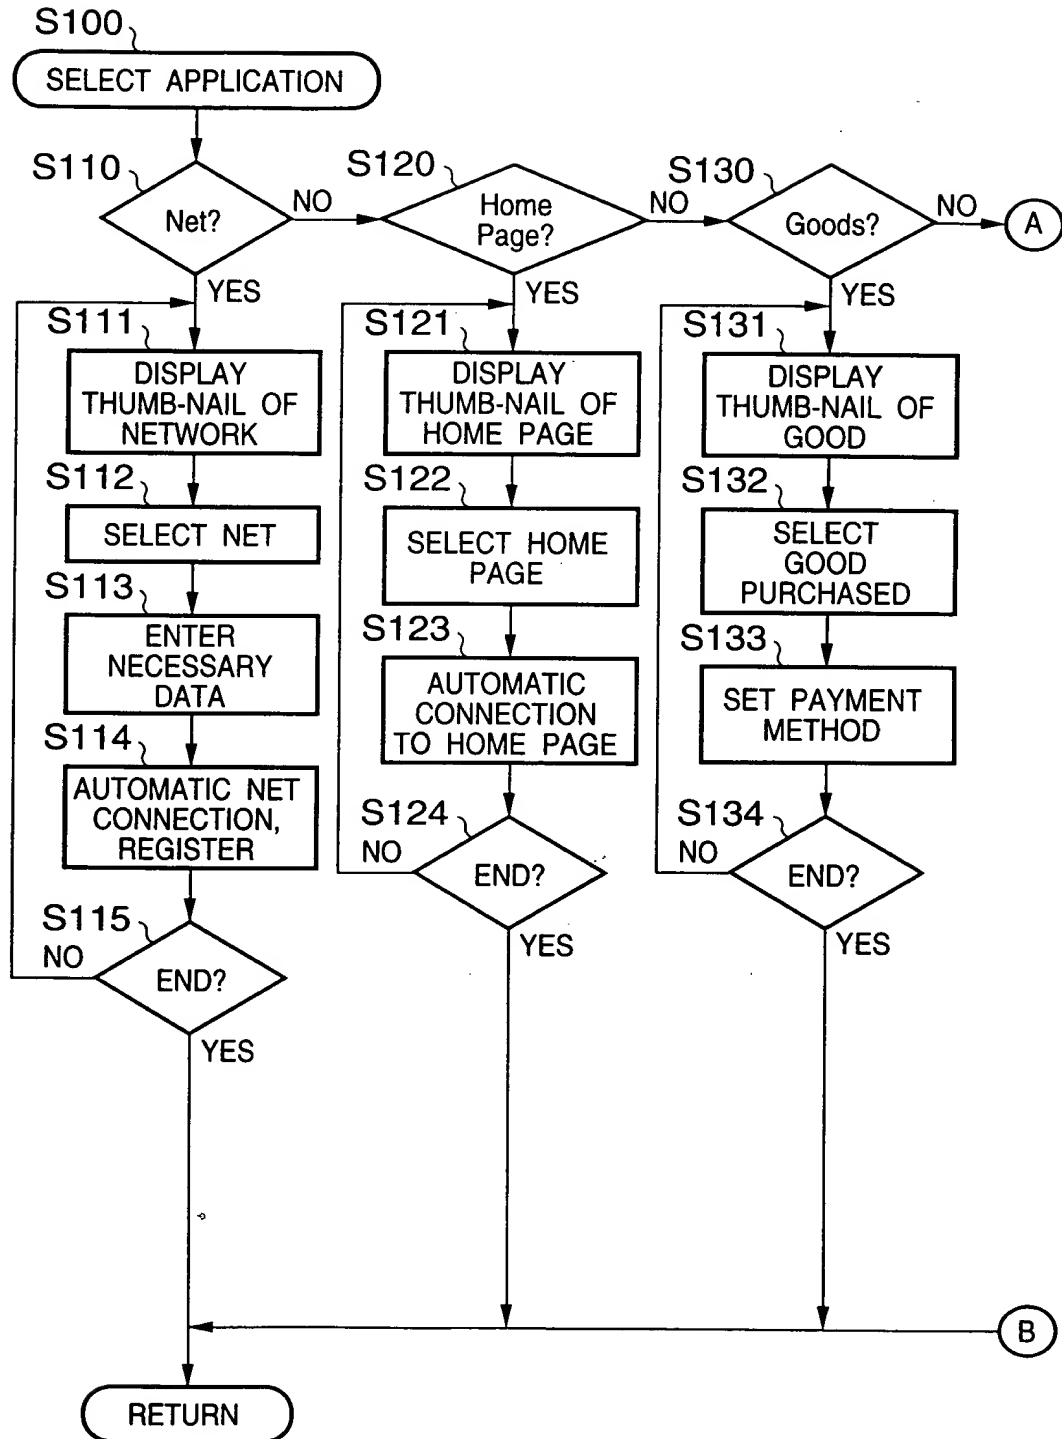 S100
SELECT APPLICATION
S110
Net?
NO
YES
S120
Home
Page?
NO
YES
S130
Goods?
NO
A
YES
S111
DISPLAY
THUMB-NAIL OF
NETWORK
S112
SELECT NET
S113
ENTER
NECESSARY
DATA
S114
AUTOMATIC NET
CONNECTION,
REGISTER
S115
NO
END?
YES
S121
DISPLAY
THUMB-NAIL OF
HOME PAGE
S122
SELECT HOME
PAGE
S123
AUTOMATIC
CONNECTION
TO HOME PAGE
S124
NO
END?
YES
S131
DISPLAY
THUMB-NAIL OF
GOOD
S132
SELECT
GOOD
PURCHASED
S133
SET PAYMENT
METHOD
S134
NO
END?
YES
B
RETURN